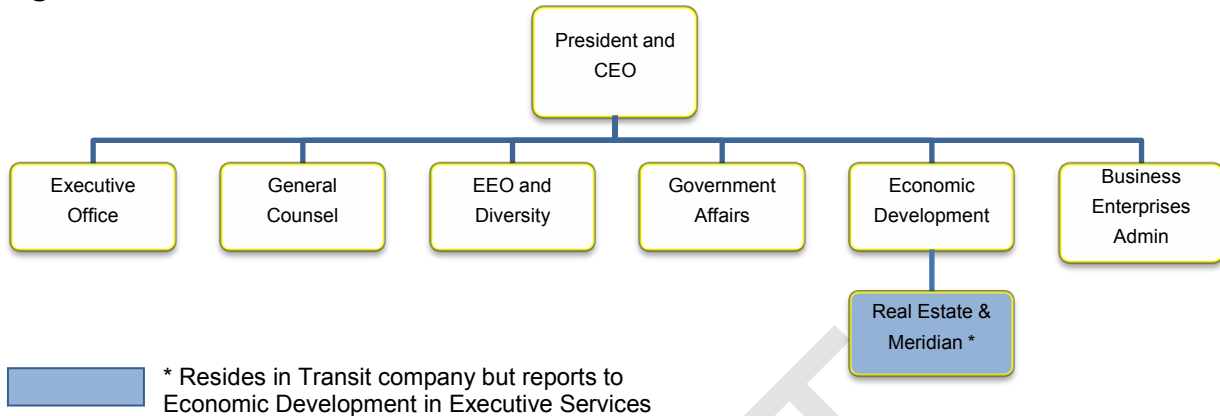 President and
CEO
Executive
Office
General
Counsel
EEO and
Diversity
Government
Affairs
Economic
Development
Business
Enterprises
Admin
Real Estate &
Meridian *
* Resides in Transit company but reports to
Economic Development in Executive Services